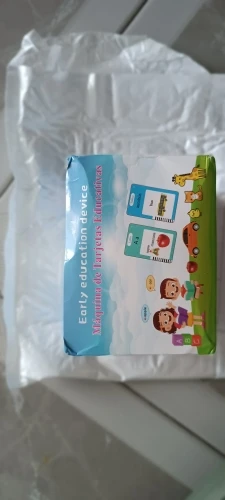 Early education device
Máquina de Tarjetas Educativas
A B C